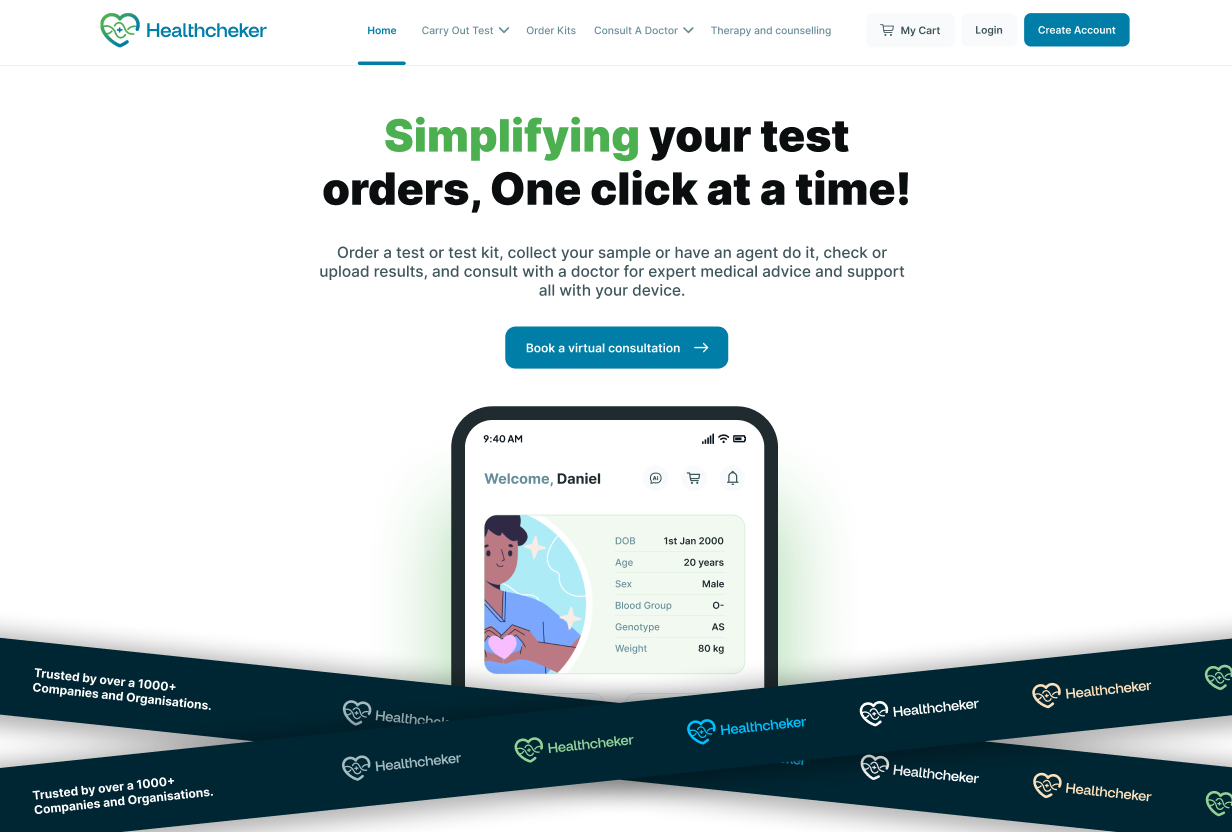 Healthcheker
Home
Carry Out Test
Order Kits
Consult A Doctor
Therapy and counselling
My Cart
Login
Create Account
Simplifying your test
orders, One click at a time!
Order a test or test kit, collect your sample or have an agent do it, check or
upload results, and consult with a doctor for expert medical advice and support
all with your device.
Book a virtual consultation
9:40 AM
Welcome, Daniel
AI
DOB 1st Jan 2000
Age 20 years
Sex Male
Blood Group O-
Genotype AS
Weight 80 kg
Trusted by over a 1000+
Companies and Organisations.
Healthcheker
Healthcheker
Healthcheker
Healthcheker
Trusted by over a 1000+
Companies and Organisations.
Healthcheker
Healthcheker
Healthcheker